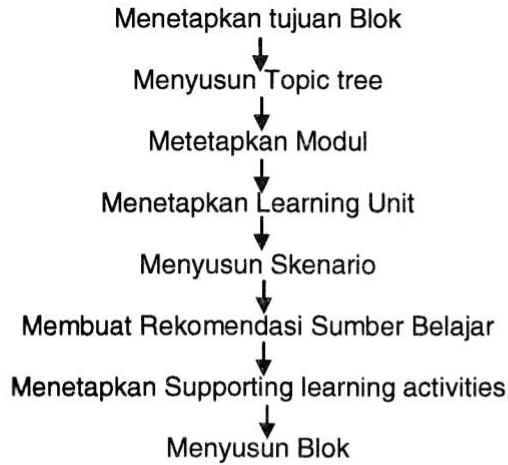 Menetapkan tujuan Blok
Menyusun Topic tree
Metetapkan Modul
Menetapkan Learning Unit
Menyusun Skenario
Membuat Rekomendasi Sumber Belajar
Menetapkan Supporting learning activities
Menyusun Blok